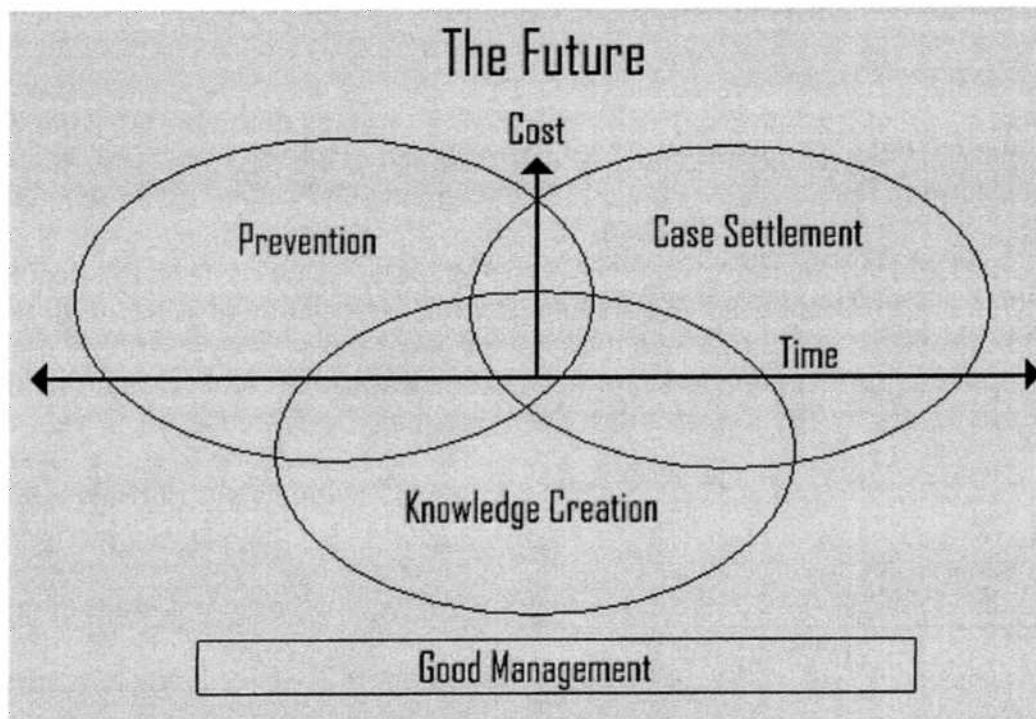 The Future
Cost
Prevention
Case Settlement
Time
Knowledge Creation
Good Management